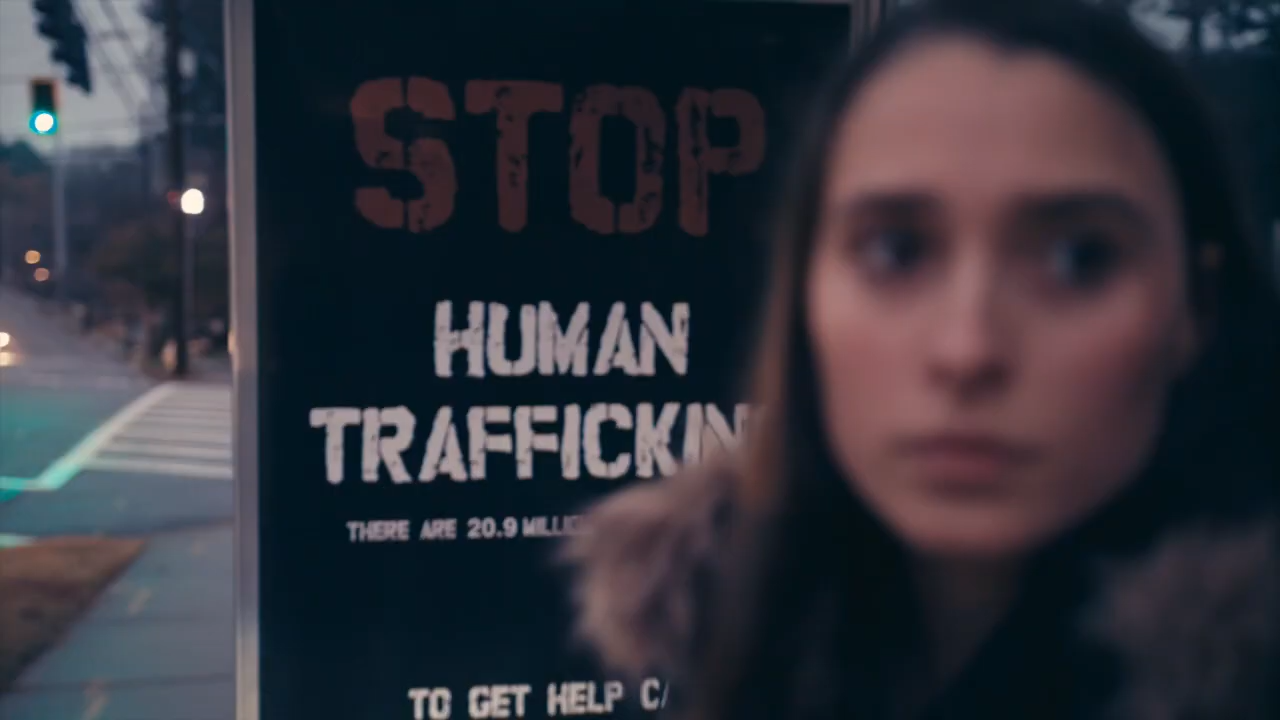 STOP
HUMAN
TRAFFICKIN
THERE ARE 20.9
TO GET HELP